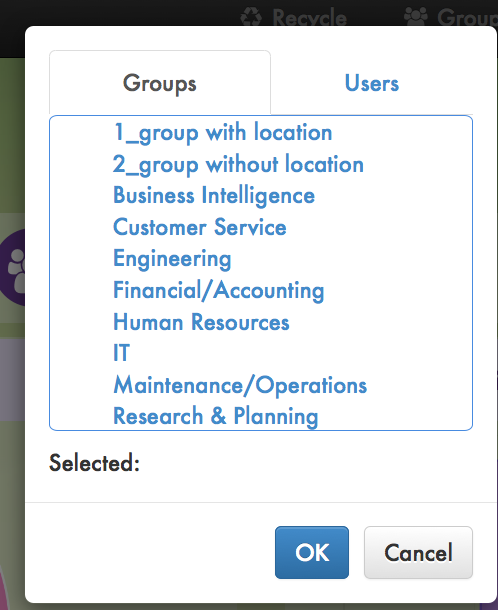 Recycle Group
Groups Users
1_group with location
2_group without location
Business Intelligence
Customer Service
Engineering
Financial/Accounting
Human Resources
IT
Maintenance/Operations
Research & Planning
Selected:
OK Cancel